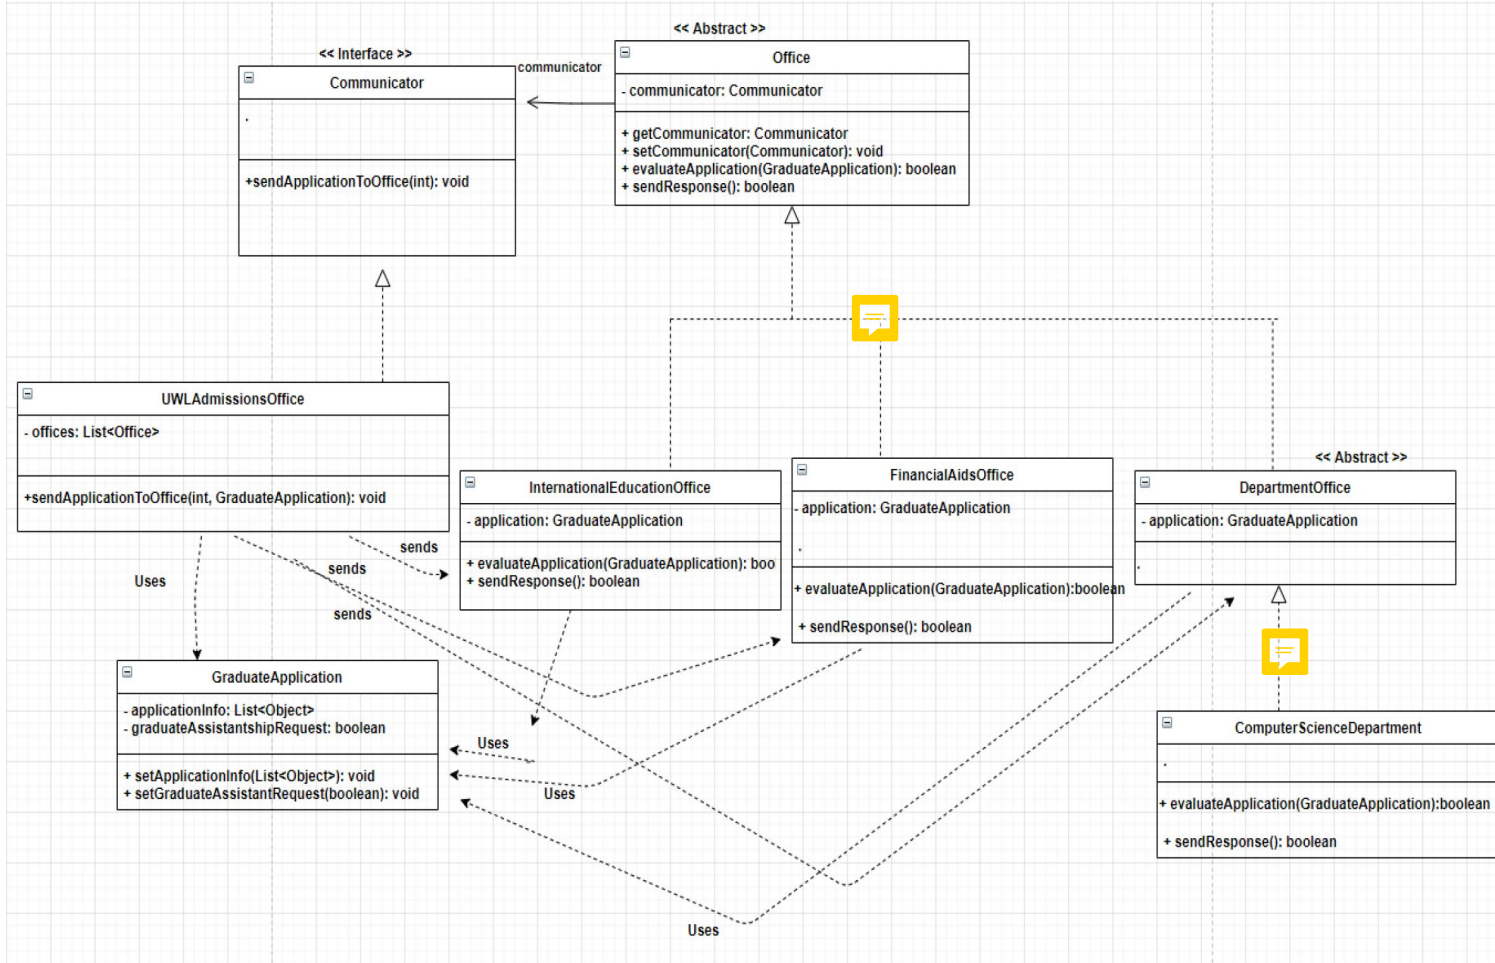 << Abstract >>
<< Interface >>
Office
communicator
Communicator
- communicator: Communicator
.
+ getCommunicator: Communicator
+ setCommunicator(Communicator): void
+ evaluateApplication(GraduateApplication): boolean
+ sendResponse(): boolean
+sendApplicationToOffice(int): void
UWLAdmissionsOffice
- offices: List<Office>
+sendApplicationToOffice(int, GraduateApplication): void
<< Abstract >>
InternationalEducationOffice
- application: GraduateApplication
+ evaluateApplication(GraduateApplication): boo
+ sendResponse(): boolean
FinancialAidsOffice
- application: GraduateApplication
.
+ evaluateApplication(GraduateApplication):boolean
+ sendResponse(): boolean
DepartmentOffice
- application: GraduateApplication
.
sends
sends
sends
Uses
GraduateApplication
- applicationInfo: List<Object>
- graduateAssistantshipRequest: boolean
+ setApplicationInfo(List<Object>): void
+ setGraduateAssistantRequest(boolean): void
Uses
Uses
Uses
ComputerScienceDepartment
.
+ evaluateApplication(GraduateApplication):boolean
+ sendResponse(): boolean